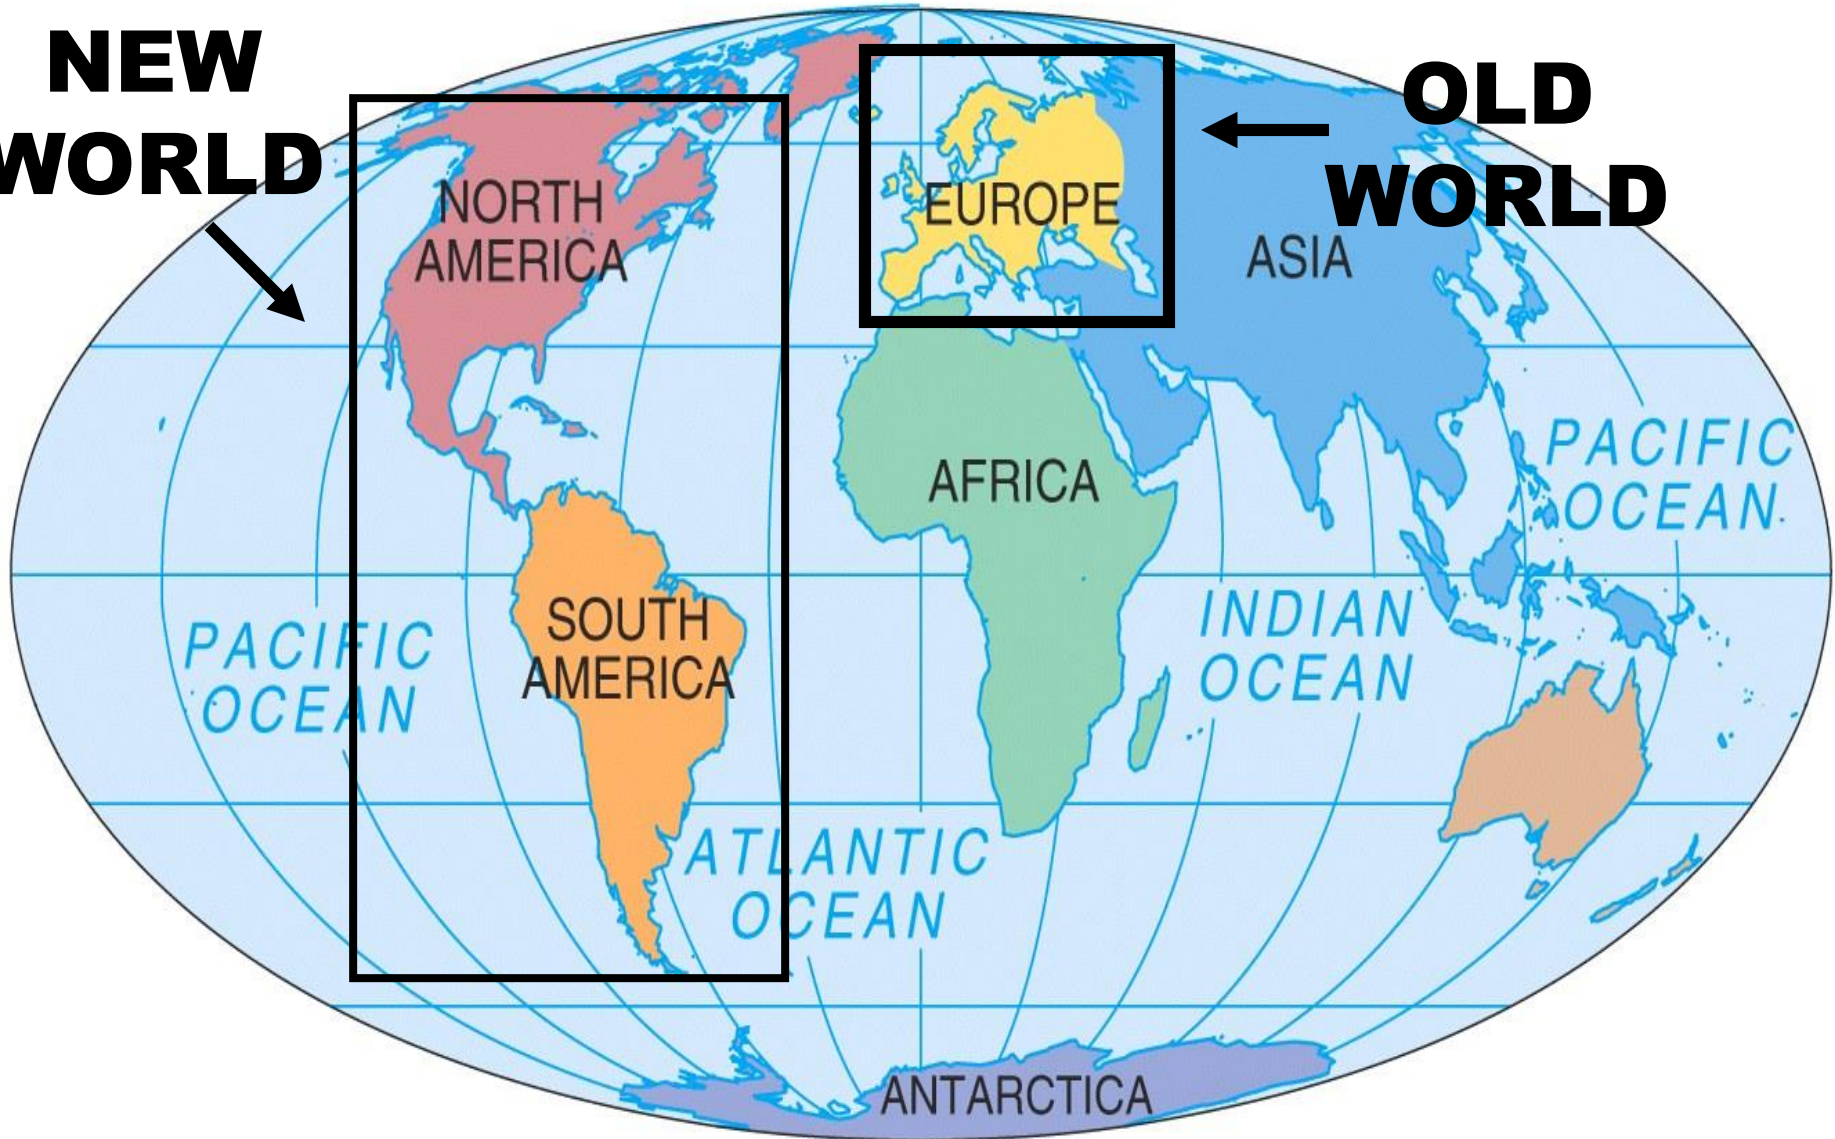 NEW
WORLD
OLD
WORLD
NORTH
AMERICA
EUROPE
ASIA
AFRICA
PACIFIC
OCEAN
SOUTH
AMERICA
PACIFIC
OCEAN
INDIAN
OCEAN
ATLANTIC
OCEAN
ANTARCTICA